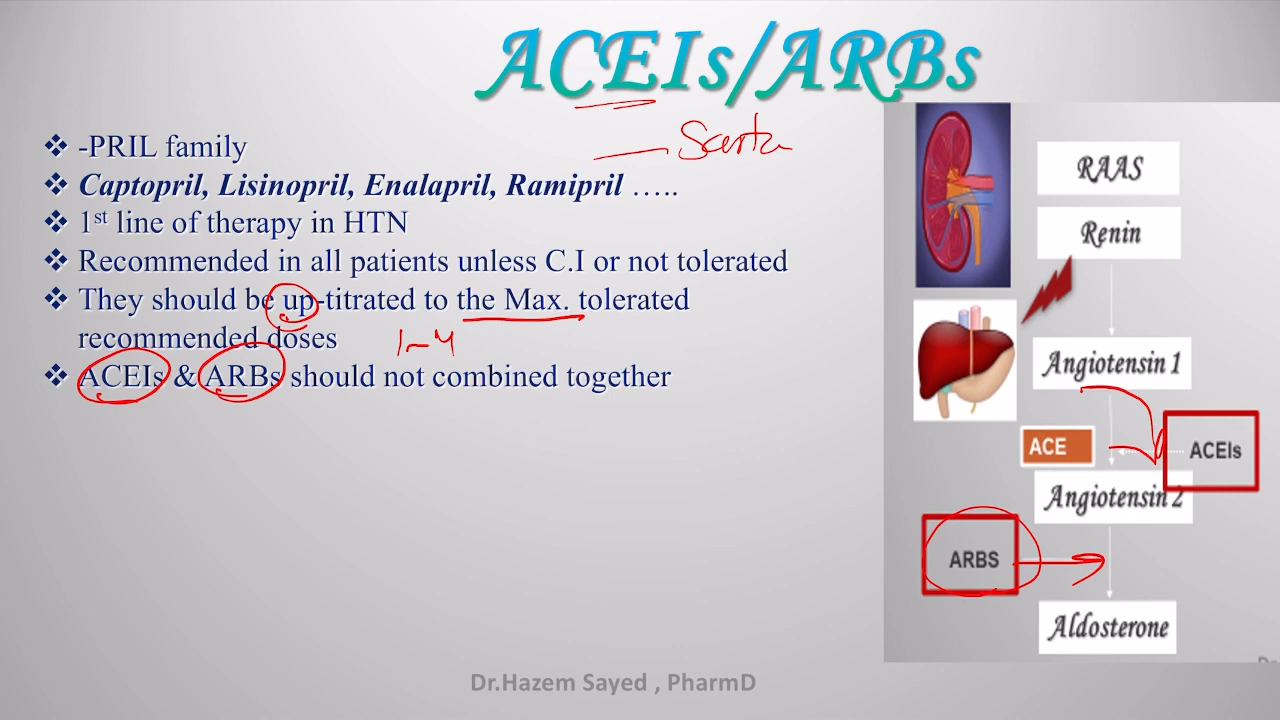 ACEIs/ARBs
Sarta
❖ -PRIL family
❖ Captopril, Lisinopril, Enalapril, Ramipril …..
❖ 1st line of therapy in HTN
❖ Recommended in all patients unless C.I or not tolerated
❖ They should be up-titrated to the Max. tolerated
recommended doses
1-4
❖ ACEIs & ARBs should not combined together
RAAS
Renin
Angiotensin 1
ACE
ACEIs
Angiotensin 2
ARBS
Aldosterone
Dr.Hazem Sayed , PharmD